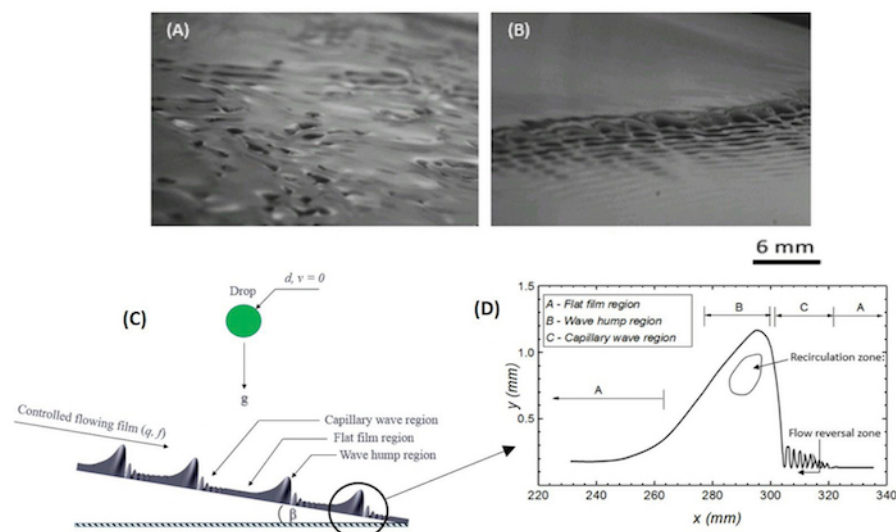 (A)
(B)
6 mm
(C)
Drop
d, v = 0
g
Controlled flowing film (q, f)
Capillary wave region
Flat film region
Wave hump region
β
(D)
1.5
1.0
0.5
y (mm)
A - Flat film region
B - Wave hump region
C - Capillary wave region
B
C
A
A
Recirculation zone
Flow reversal zone
220 240 260 280 300 320 340
x (mm)